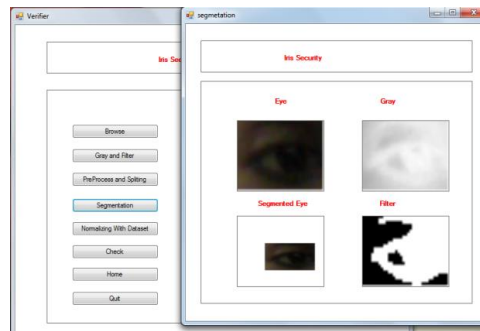 Verifier
Iris Sec
Browse
Gray and Filter
PreProcess and Spliting
Segmentation
Normalizing With Dataset
Check
Home
Quit
segmetation
Iris Security
Eye
Gray
Segmented Eye
Filter